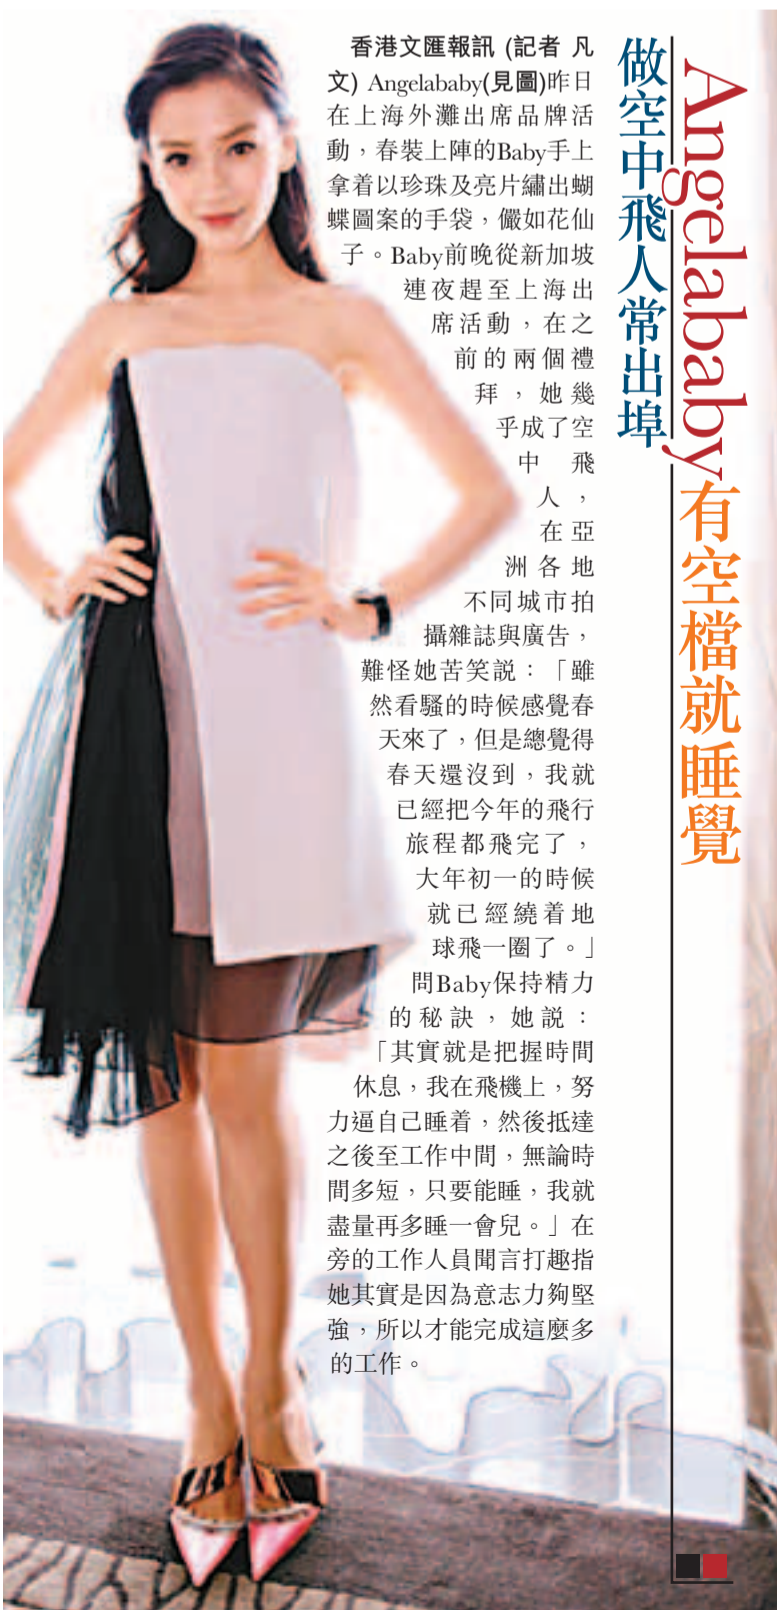 做空中飛人常出埠
Angelababy有空檔就睡覺
香港文匯報訊 (記者 凡
文) Angelababy(見圖)昨日
在上海外灘出席品牌活
動，春裝上陣的Baby手上
拿着以珍珠及亮片繡出蝴
蝶圖案的手袋，儼如花仙
子。Baby前晚從新加坡
連夜趕至上海出
席活動，在之
前的兩個禮
拜，她幾
乎成了空
中飛
人，
在亞
洲各地
不同城市拍
攝雜誌與廣告，
難怪她苦笑説：「雖
然看騷的時候感覺春
天來了，但是總覺得
春天還沒到，我就
已經把今年的飛行
旅程都飛完了，
大年初一的時候
就已經繞着地
球飛一圈了。」
問Baby保持精力
的秘訣，她説：
「其實就是把握時間
休息，我在飛機上，努
力逼自己睡着，然後抵達
之後至工作中間，無論時
間多短，只要能睡，我就
盡量再多睡一會兒。」在
旁的工作人員聞言打趣指
她其實是因為意志力夠堅
強，所以才能完成這麼多
的工作。